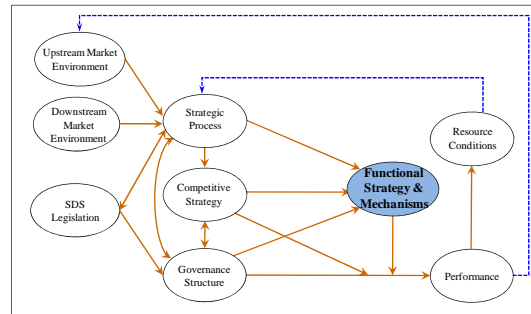 Upstream Market
Environment
Downstream
Market
Environment
Strategic
Process
Resource
Conditions
Functional
Strategy &
Mechanisms
Competitive
Strategy
SDS
Legislation
Governance
Structure
Performance